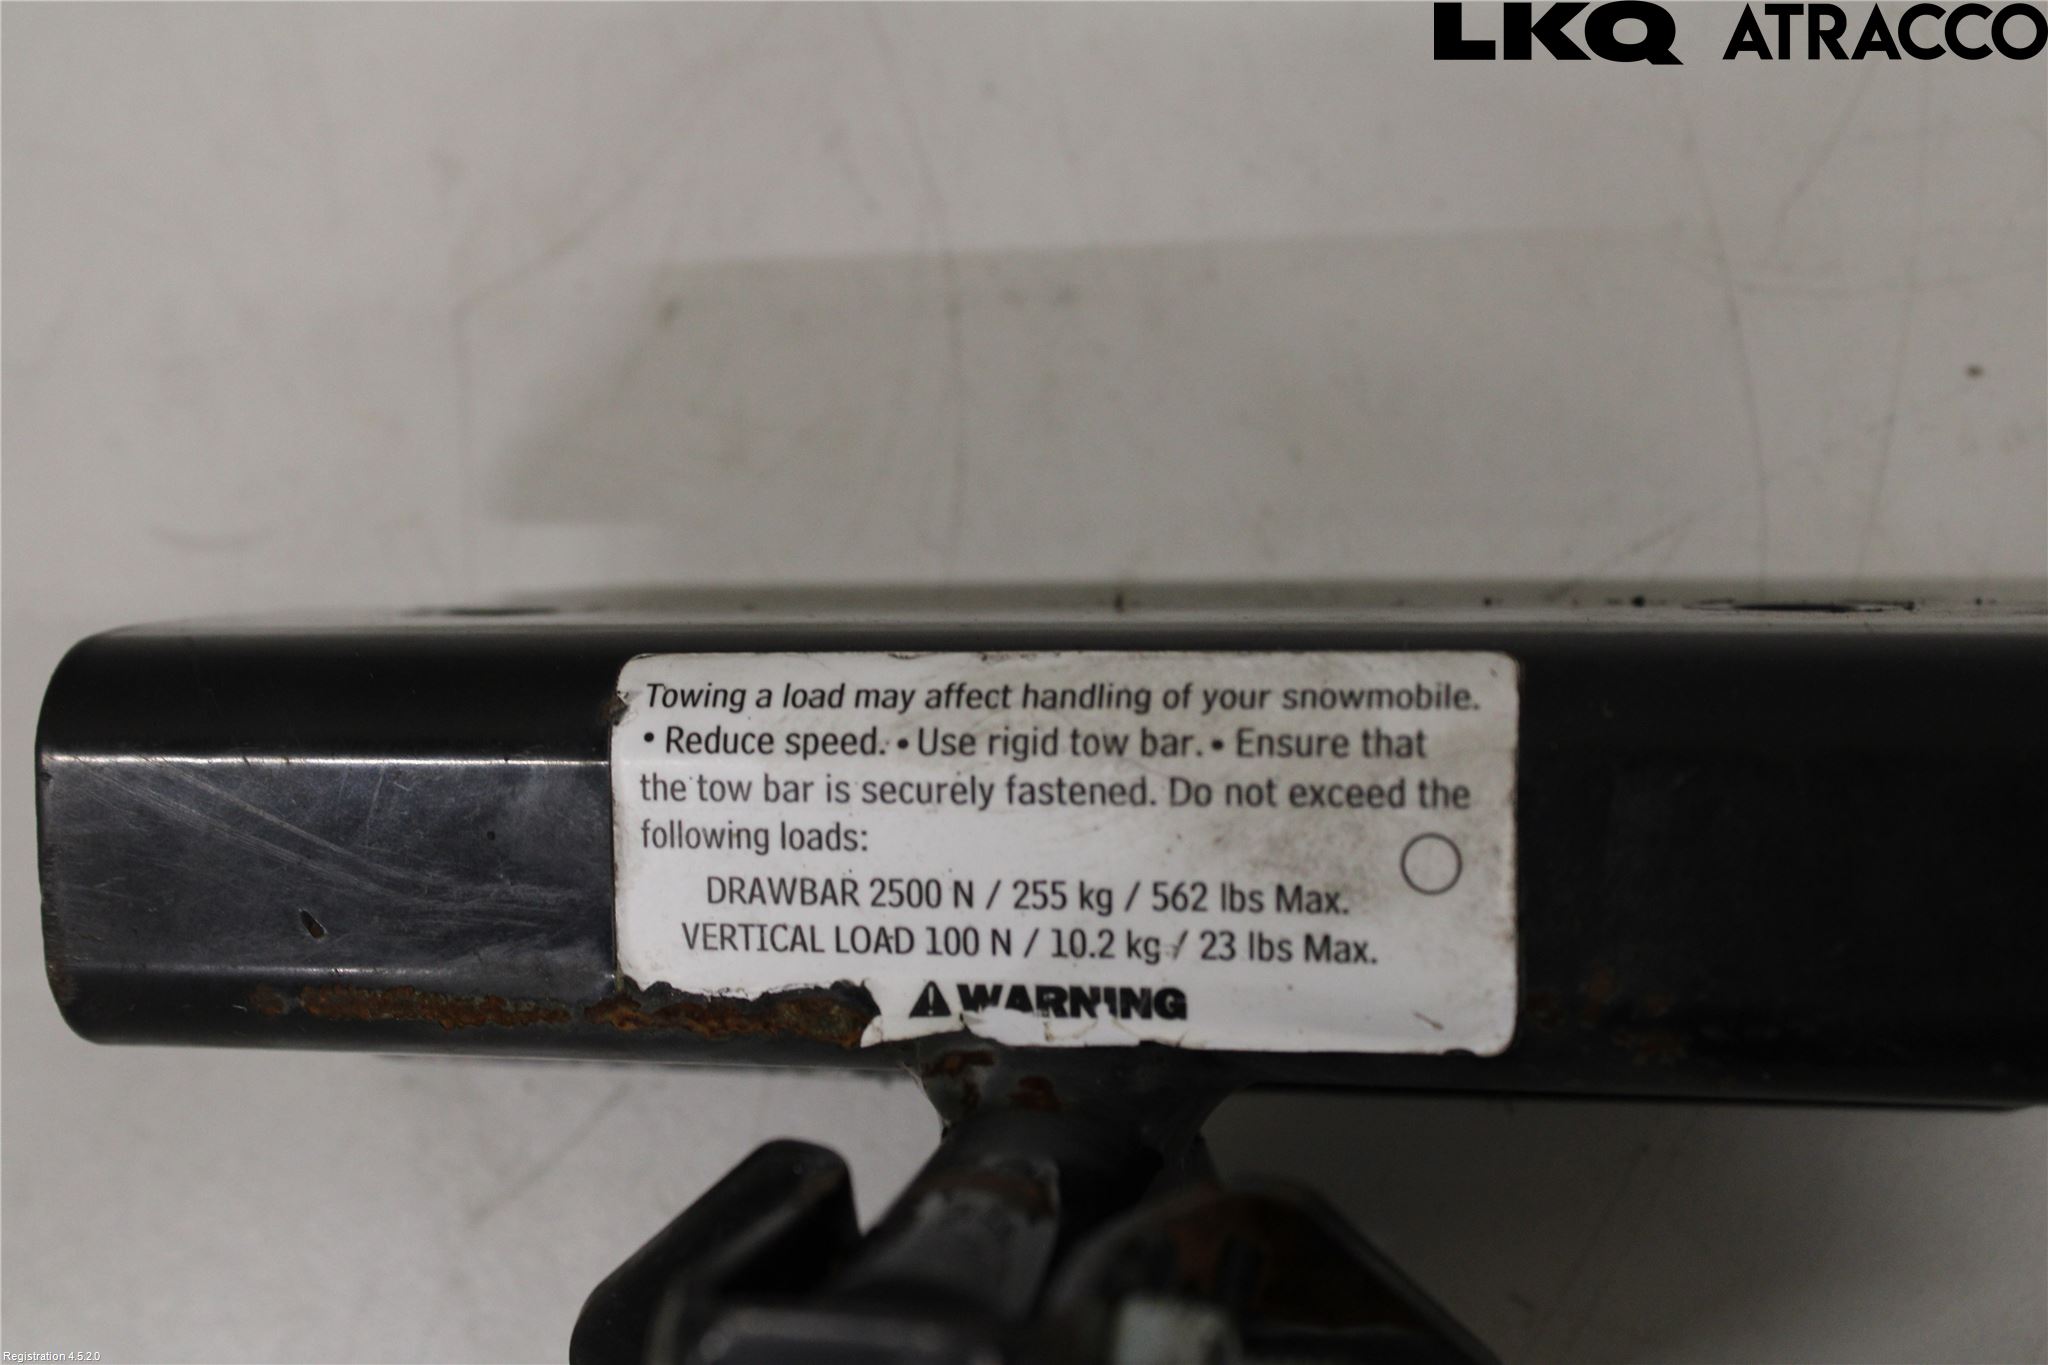 LKQ ATRACCO
Towing a load may affect handling of your snowmobile.
• Reduce speed. • Use rigid tow bar. • Ensure that
the tow bar is securely fastened. Do not exceed the
following loads:
DRAWBAR 2500 N / 255 kg / 562 lbs Max.
VERTICAL LOAD 100 N / 10.2 kg / 23 lbs Max.
⚠ WARNING
Registration 4.5.2.0